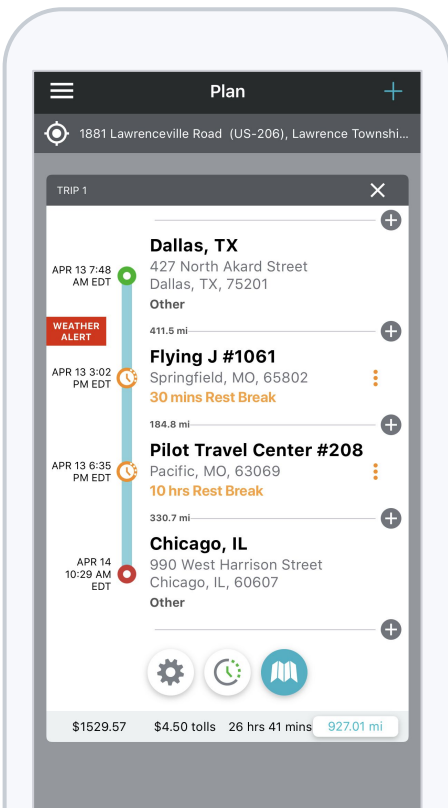 Plan
1881 Lawrenceville Road (US-206), Lawrence Townshi...
TRIP 1
Dallas, TX
APR 13 7:48
AM EDT
427 North Akard Street
Dallas, TX, 75201
Other
WEATHER
ALERT
411.5 mi
Flying J #1061
APR 13 3:02
PM EDT
Springfield, MO, 65802
30 mins Rest Break
184.8 mi
Pilot Travel Center #208
APR 13 6:35
PM EDT
Pacific, MO, 63069
10 hrs Rest Break
330.7 mi
Chicago, IL
APR 14
10:29 AM
EDT
990 West Harrison Street
Chicago, IL, 60607
Other
$1529.57 $4.50 tolls 26 hrs 41 mins 927.01 mi